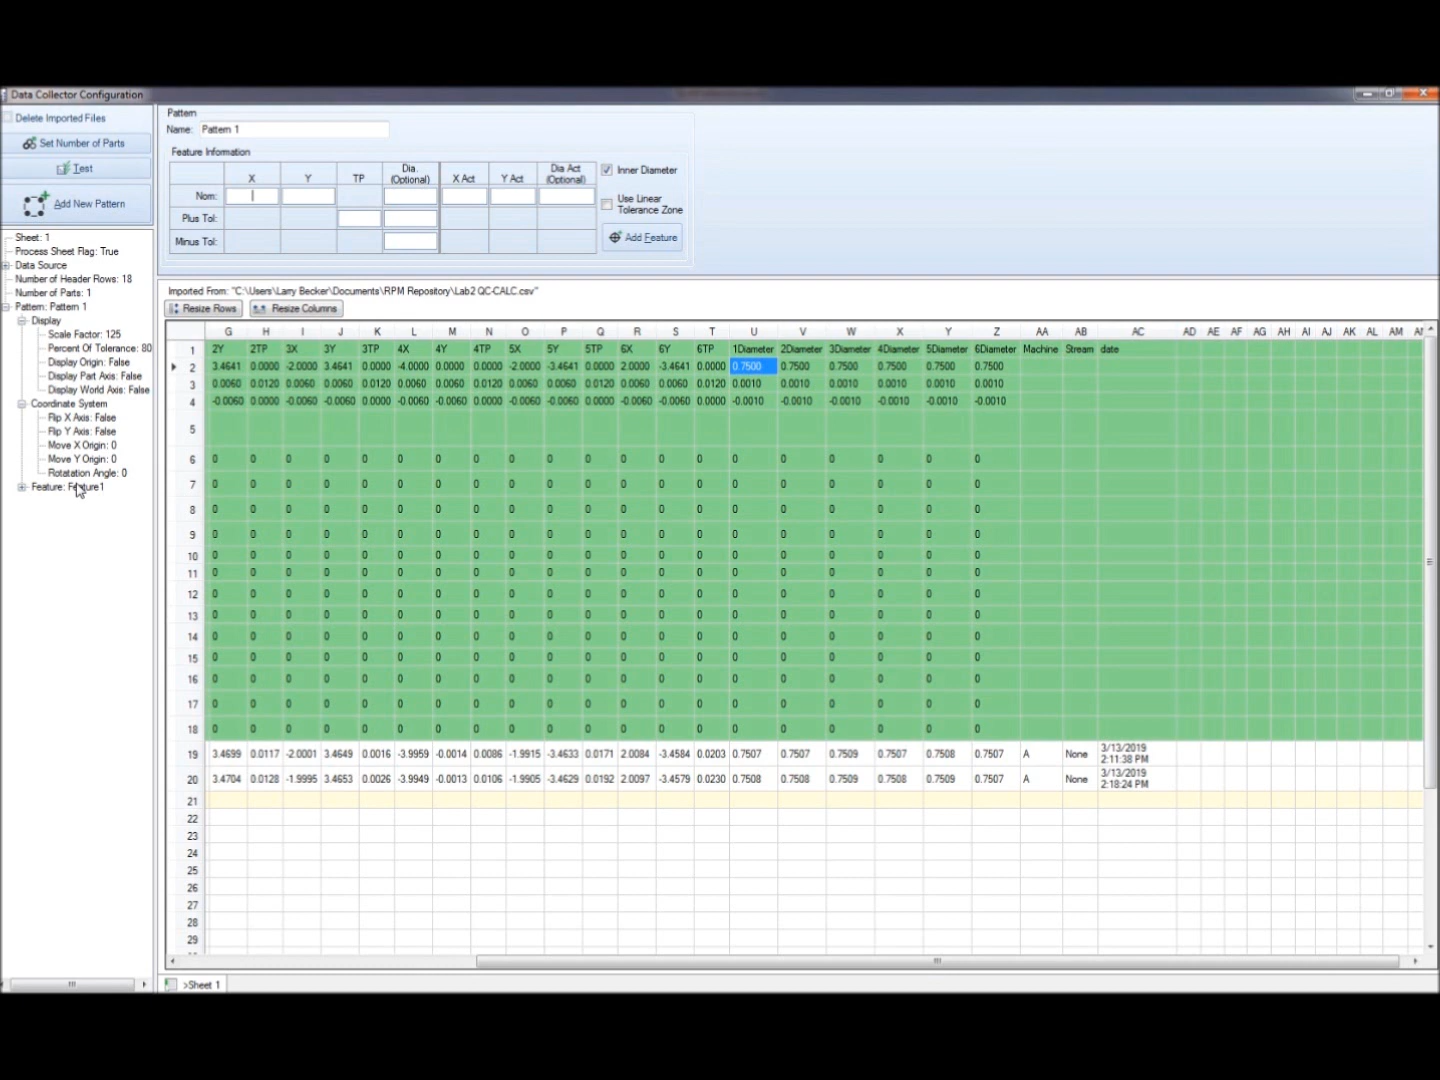 Data Collector Configuration
Delete Imported Files
Set Number of Parts
Test
Add New Pattern
Sheet: 1
Process Sheet Flag: True
Data Source
Number of Header Rows: 18
Number of Parts: 1
Pattern: Pattern 1
Display
Scale Factor: 125
Percent Of Tolerance: 80
Display Origin: False
Display Part Axis: False
Display World Axis: False
Coordinate System
Flip X Axis: False
Flip Y Axis: False
Move X Origin: 0
Move Y Origin: 0
Rotatation Angle: 0
Feature: Feature1
Pattern
Name: Pattern 1
Feature Information
X Y TP Dia. (Optional) X Act Y Act Dia Act (Optional)
Nom:
Plus Tol:
Minus Tol:
Inner Diameter
Use Linear
Tolerance Zone
Add Feature
Imported From: "C:\Users\Larry Becker\Documents\RPM Repository\Lab2 QC-CALC.csv"
Resize Rows Resize Columns
G H I J K L M N O P Q R S T U V W X Y Z AA AB AC AD AE AF AG AH AI AJ AK AL AM
1 2Y 2TP 3X 3Y 3TP 4X 4Y 4TP 5X 5Y 5TP 6X 6Y 6TP 1Diameter 2Diameter 3Diameter 4Diameter 5Diameter 6Diameter Machine Stream date
2 3.4641 0.0000 -2.0000 3.4641 0.0000 -4.0000 0.0000 0.0000 -2.0000 -3.4641 0.0000 2.0000 -3.4641 0.0000 0.7500 0.7500 0.7500 0.7500 0.7500 0.7500
3 0.0060 0.0120 0.0060 0.0060 0.0120 0.0060 0.0060 0.0120 0.0060 0.0060 0.0120 0.0060 0.0060 0.0120 0.0010 0.0010 0.0010 0.0010 0.0010 0.0010
4 -0.0060 0.0000 -0.0060 -0.0060 0.0000 -0.0060 -0.0060 0.0000 -0.0060 -0.0060 0.0000 -0.0060 -0.0060 0.0000 -0.0010 -0.0010 -0.0010 -0.0010 -0.0010 -0.0010
5
6 0 0 0 0 0 0 0 0 0 0 0 0 0 0 0 0 0 0 0 0
7 0 0 0 0 0 0 0 0 0 0 0 0 0 0 0 0 0 0 0 0
8 0 0 0 0 0 0 0 0 0 0 0 0 0 0 0 0 0 0 0 0
9 0 0 0 0 0 0 0 0 0 0 0 0 0 0 0 0 0 0 0 0
10 0 0 0 0 0 0 0 0 0 0 0 0 0 0 0 0 0 0 0 0
11 0 0 0 0 0 0 0 0 0 0 0 0 0 0 0 0 0 0 0 0
12 0 0 0 0 0 0 0 0 0 0 0 0 0 0 0 0 0 0 0 0
13 0 0 0 0 0 0 0 0 0 0 0 0 0 0 0 0 0 0 0 0
14 0 0 0 0 0 0 0 0 0 0 0 0 0 0 0 0 0 0 0 0
15 0 0 0 0 0 0 0 0 0 0 0 0 0 0 0 0 0 0 0 0
16 0 0 0 0 0 0 0 0 0 0 0 0 0 0 0 0 0 0 0 0
17 0 0 0 0 0 0 0 0 0 0 0 0 0 0 0 0 0 0 0 0
18 0 0 0 0 0 0 0 0 0 0 0 0 0 0 0 0 0 0 0 0
19 3.4699 0.0117 -2.0001 3.4649 0.0016 -3.9959 -0.0014 0.0086 -1.9915 -3.4633 0.0171 2.0084 -3.4584 0.0203 0.7507 0.7507 0.7509 0.7507 0.7508 0.7507 A None 3/13/2019 2:11:38 PM
20 3.4704 0.0128 -1.9995 3.4653 0.0026 -3.9949 -0.0013 0.0106 -1.9905 -3.4629 0.0192 2.0097 -3.4579 0.0230 0.7508 0.7508 0.7509 0.7508 0.7509 0.7507 A None 3/13/2019 2:18:24 PM
21
22
23
24
25
26
27
28
29
>Sheet 1